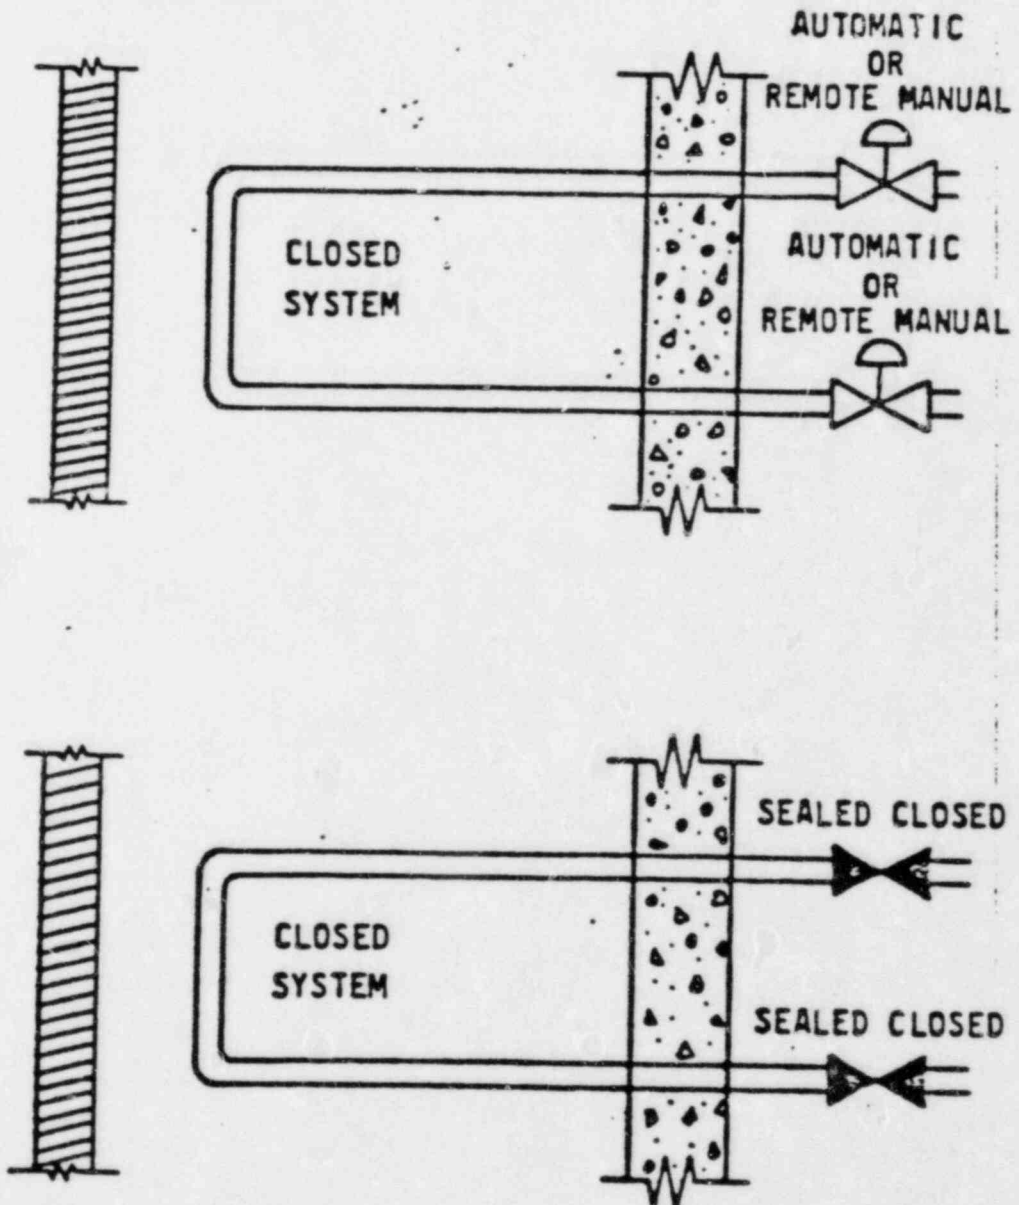 AUTOMATIC
OR
REMOTE MANUAL
CLOSED
SYSTEM
AUTOMATIC
OR
REMOTE MANUAL
SEALED CLOSED
CLOSED
SYSTEM
SEALED CLOSED